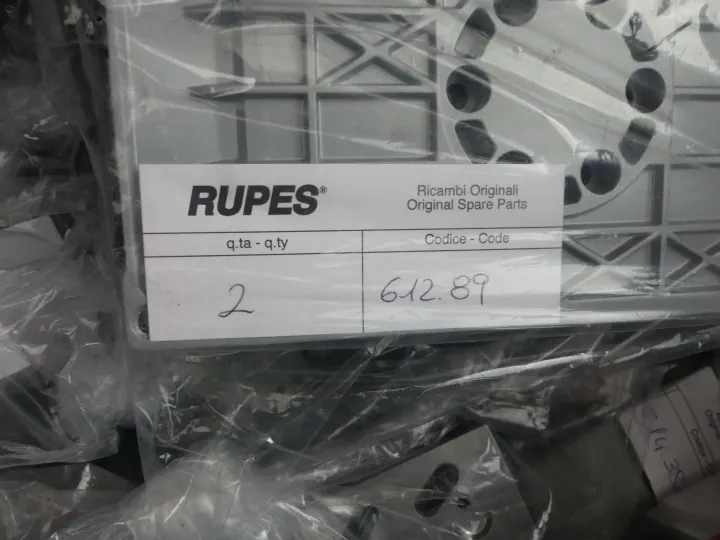 RUPES®
Ricambi Originali
Original Spare Parts
q.ta - q.ty
Codice - Code
2
612.89